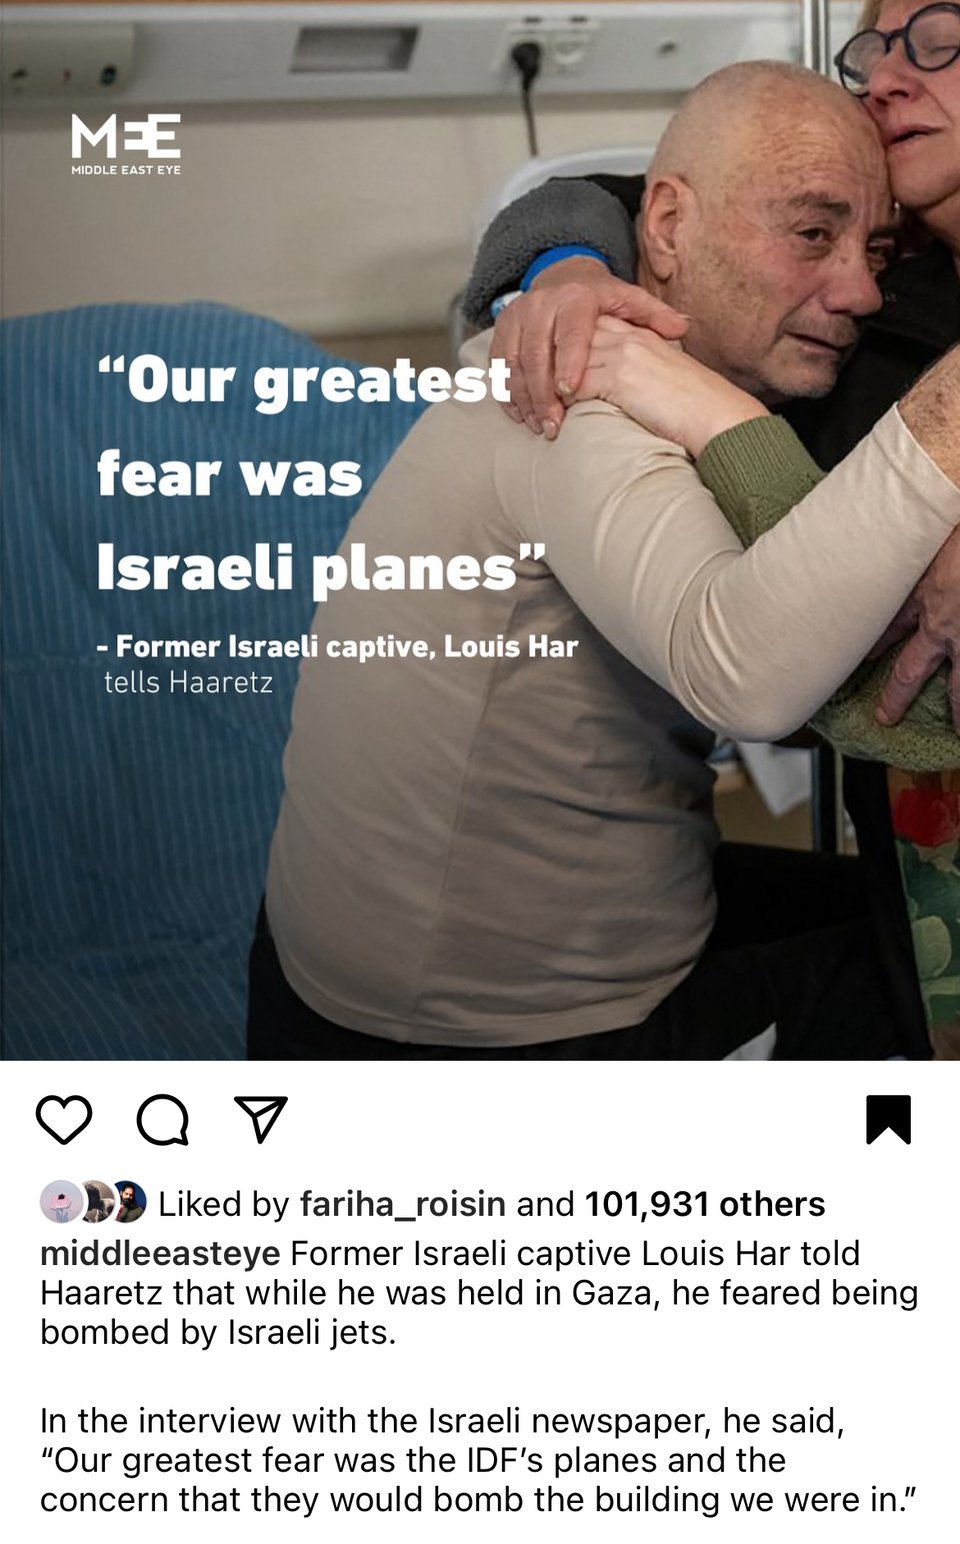 MEE
MIDDLE EAST EYE
“Our greatest
fear was
Israeli planes”
- Former Israeli captive, Louis Har
tells Haaretz
Liked by fariha_roisin and 101,931 others
middleeasteye Former Israeli captive Louis Har told
Haaretz that while he was held in Gaza, he feared being
bombed by Israeli jets.
In the interview with the Israeli newspaper, he said,
“Our greatest fear was the IDF’s planes and the
concern that they would bomb the building we were in.”